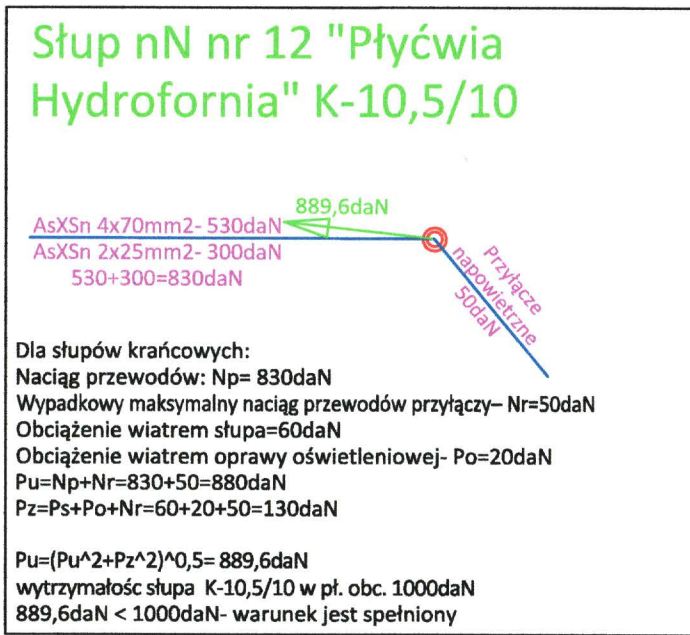 Słup nN nr 12 "Płyćwia
Hydrofornia" K-10,5/10
889,6daN
AsXSn 4x70mm2- 530daN
AsXSn 2x25mm2- 300daN
530+300=830daN
Przyłącze
napowietrzne
50daN
Dla słupów krańcowych:
Naciąg przewodów: Np= 830daN
Wypadkowy maksymalny naciąg przewodów przyłączy– Nr=50daN
Obciążenie wiatrem słupa=60daN
Obciążenie wiatrem oprawy oświetleniowej- Po=20daN
Pu=Np+Nr=830+50=880daN
Pz=Ps+Po+Nr=60+20+50=130daN
Pu=(Pu^2+Pz^2)^0,5= 889,6daN
wytrzymałośc słupa K-10,5/10 w pł. obc. 1000daN
889,6daN < 1000daN- warunek jest spełniony